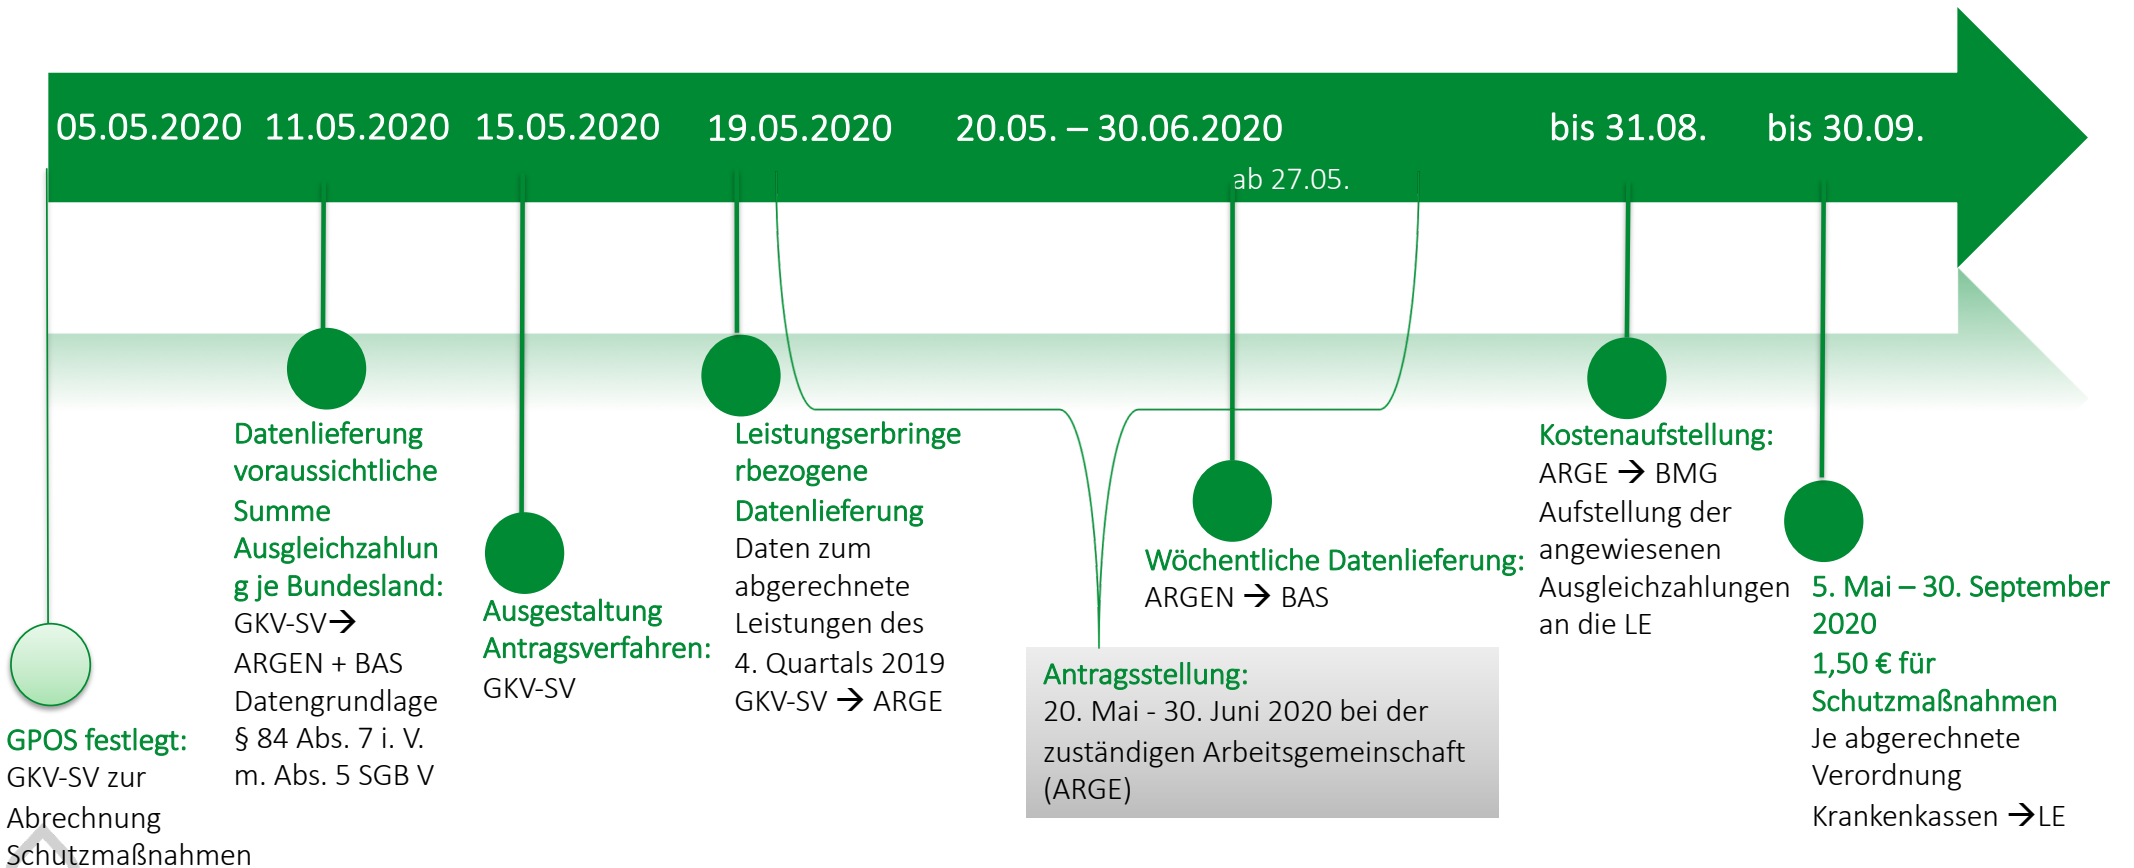 05.05.2020
11.05.2020
15.05.2020
19.05.2020
20.05. – 30.06.2020
ab 27.05.
bis 31.08.
bis 30.09.
GPOS festlegt:
GKV-SV zur
Abrechnung
Schutzmaßnahmen
Datenlieferung
voraussichtliche
Summe
Ausgleichzahlun
g je Bundesland:
GKV-SV→
ARGEN + BAS
Datengrundlage
§ 84 Abs. 7 i. V.
m. Abs. 5 SGB V
Ausgestaltung
Antragsverfahren:
GKV-SV
Leistungserbringe
rbezogene
Datenlieferung
Daten zum
abgerechnete
Leistungen des
4. Quartals 2019
GKV-SV → ARGE
Antragsstellung:
20. Mai - 30. Juni 2020 bei der
zuständigen Arbeitsgemeinschaft
(ARGE)
Wöchentliche Datenlieferung:
ARGEN → BAS
Kostenaufstellung:
ARGE → BMG
Aufstellung der
angewiesenen
Ausgleichzahlungen
an die LE
5. Mai – 30. September
2020
1,50 € für
Schutzmaßnahmen
Je abgerechnete
Verordnung
Krankenkassen →LE